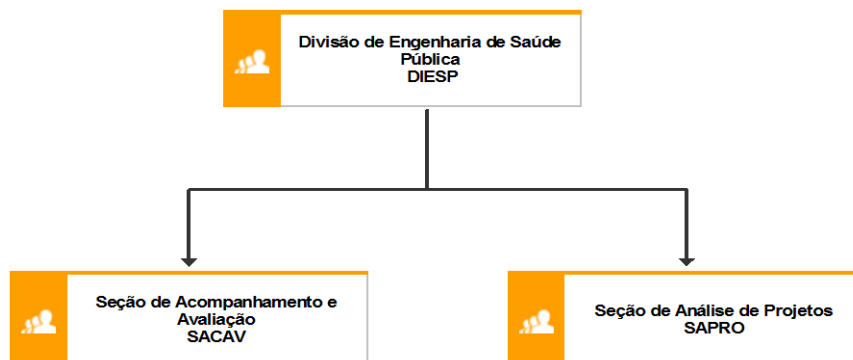 Divisão de Engenharia de Saúde
Pública
DIESP
Seção de Acompanhamento e
Avaliação
SACAV
Seção de Análise de Projetos
SAPRO